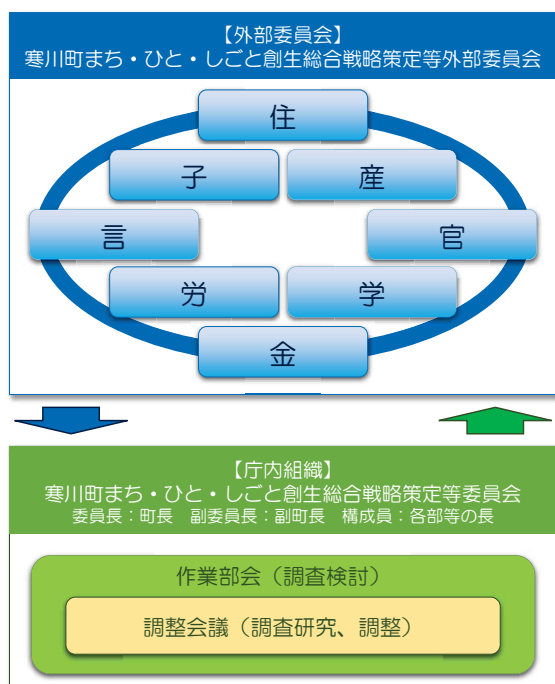 【外部委員会】
寒川町まち・ひと・しごと創生総合戦略策定等外部委員会
住
子
産
言
官
労
学
金
【庁内組織】
寒川町まち・ひと・しごと創生総合戦略策定等委員会
委員長：町長　副委員長：副町長　構成員：各部等の長
作業部会（調査検討）
調整会議（調査研究、調整）